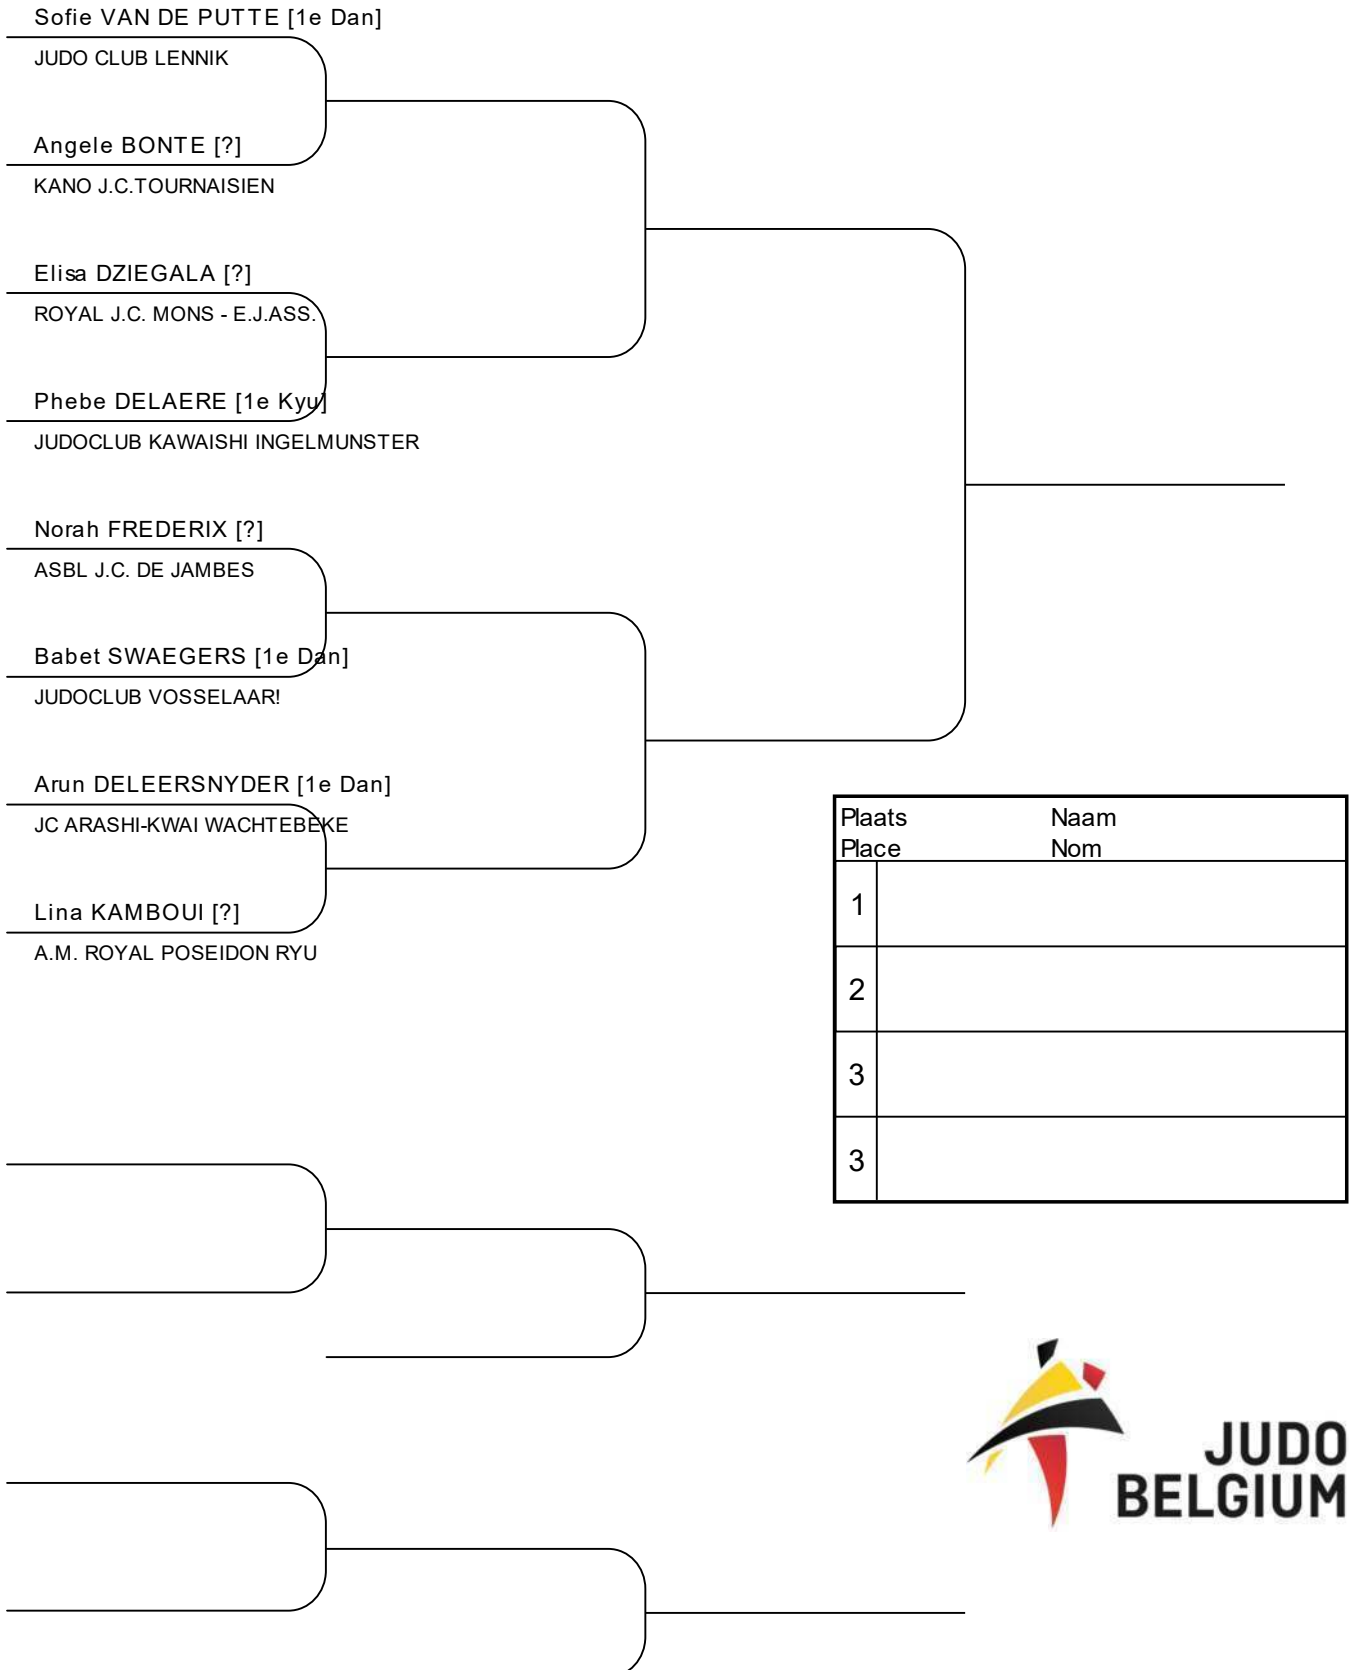 Sofie VAN DE PUTTE [1e Dan]
JUDO CLUB LENNIK
Angele BONTE [?]
KANO J.C.TOURNAISIEN
Elisa DZIEGALA [?]
ROYAL J.C. MONS - E.J.ASS.
Phebe DELAERE [1e Kyu]
JUDOCLUB KAWAISHI INGELMUNSTER
Norah FREDERIX [?]
ASBL J.C. DE JAMBES
Babet SWAEGERS [1e Dan]
JUDOCLUB VOSSELAAR!
Arun DELEERSNYDER [1e Dan]
JC ARASHI-KWAI WACHTEBEKE
Lina KAMBOUI [?]
A.M. ROYAL POSEIDON RYU
Plaats Naam
Place Nom
1
2
3
3
JUDO
BELGIUM